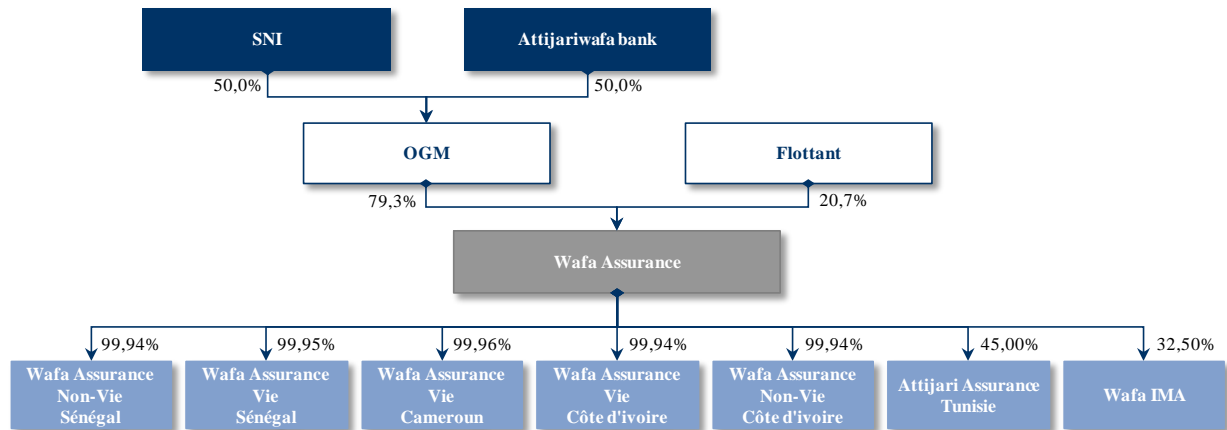 SNI
Attijariwafa bank
50,0%
50,0%
OGM
Flottant
79,3%
20,7%
Wafa Assurance
99,94%
99,95%
99,96%
99,94%
99,94%
45,00%
32,50%
Wafa Assurance
Non-Vie
Sénégal
Wafa Assurance
Vie
Sénégal
Wafa Assurance
Vie
Cameroun
Wafa Assurance
Vie
Côte d'ivoire
Wafa Assurance
Non-Vie
Côte d'ivoire
Attijari Assurance
Tunisie
Wafa IMA